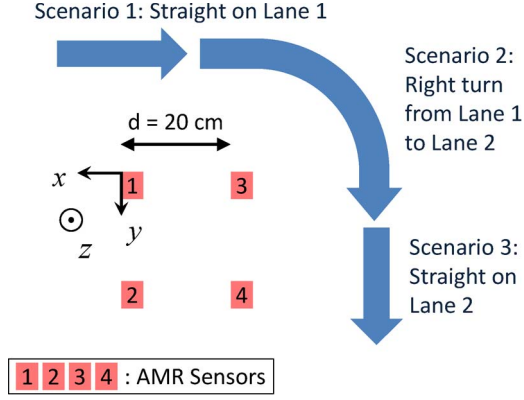 Scenario 1: Straight on Lane 1
Scenario 2:
Right turn
from Lane 1
to Lane 2
d = 20 cm
x
1
3
y
z
Scenario 3:
Straight on
Lane 2
2
4
1 2 3 4 : AMR Sensors